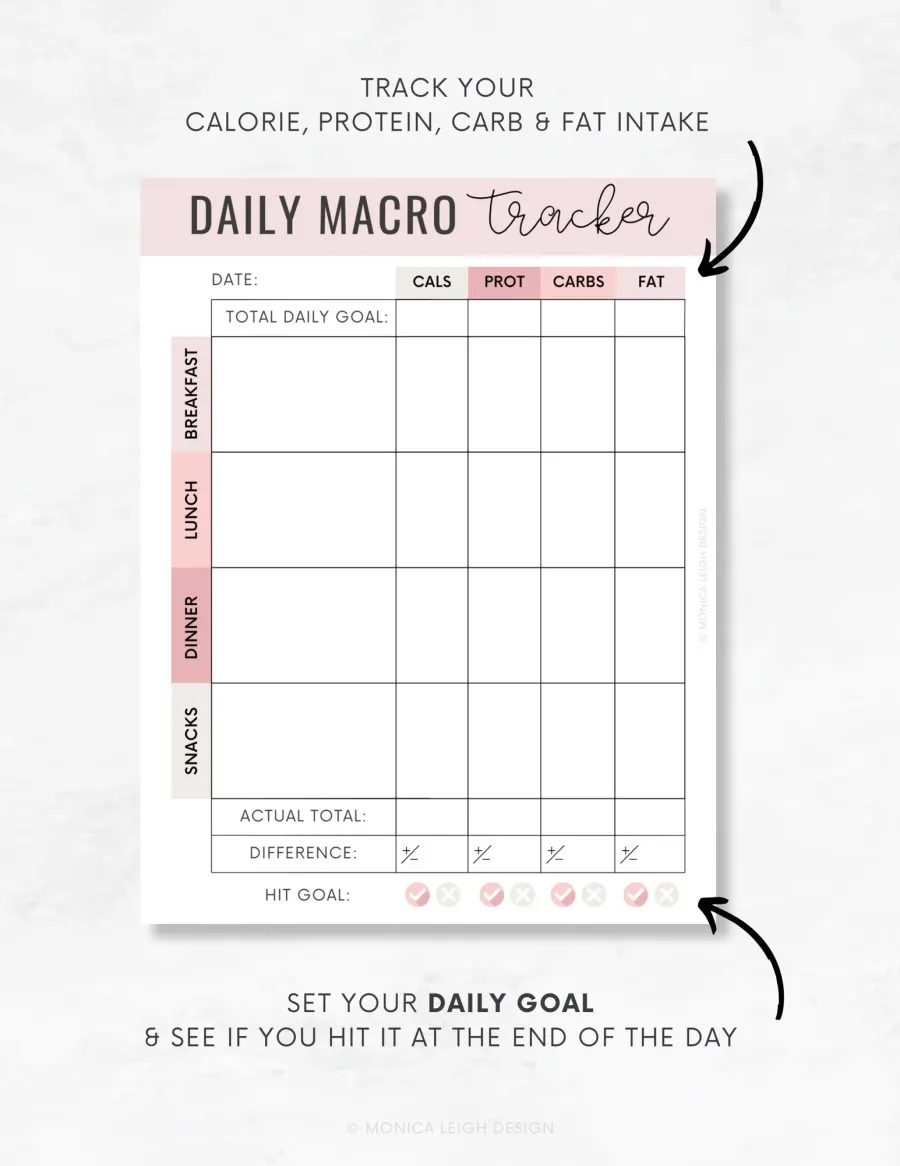 TRACK YOUR
CALORIE, PROTEIN, CARB & FAT INTAKE
DAILY MACRO tracker
DATE: CALS PROT CARBS FAT
TOTAL DAILY GOAL:
BREAKFAST
LUNCH
DINNER
SNACKS
© MONICA LEIGH DESIGN
ACTUAL TOTAL:
DIFFERENCE: +/- +/- +/- +/-
HIT GOAL:
SET YOUR DAILY GOAL
& SEE IF YOU HIT IT AT THE END OF THE DAY
© MONICA LEIGH DESIGN